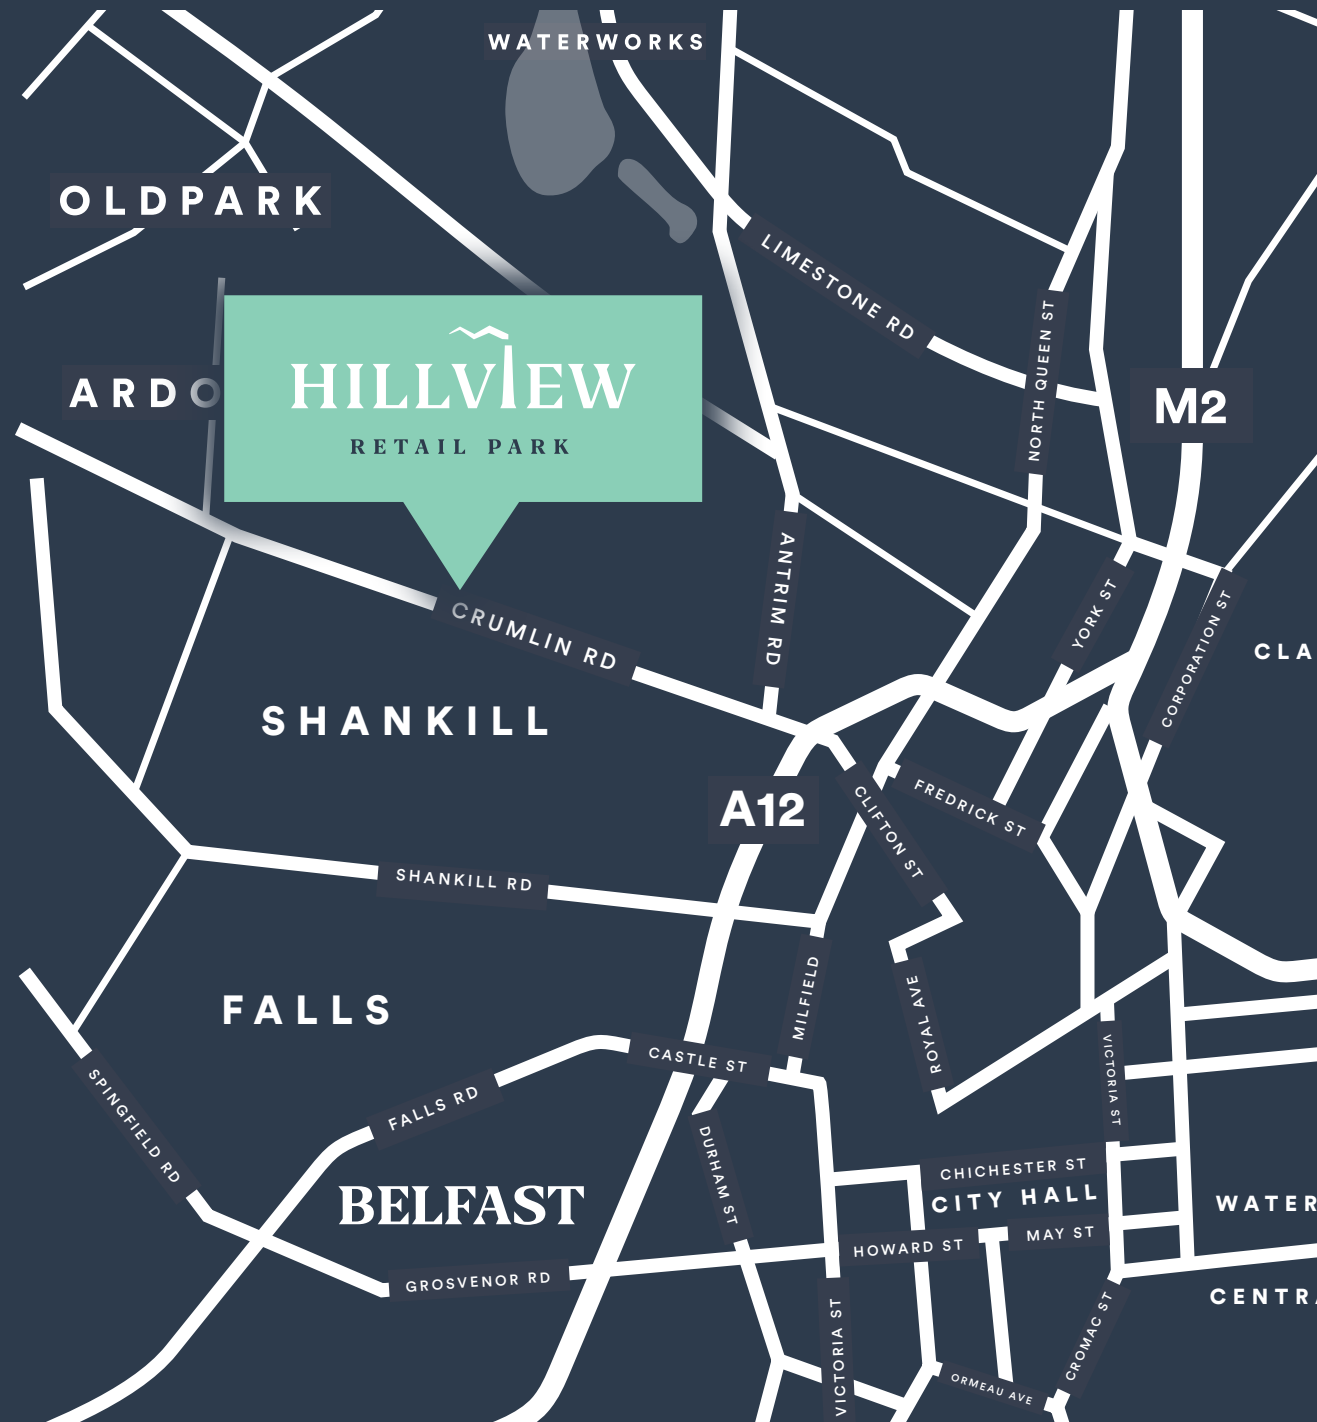 WATERWORKS
OLDPARK
LIMESTONE RD
NORTH QUEEN ST
ARDO
HILLVIEW
RETAIL PARK
M2
ANTRIM RD
YORK ST
CORPORATION ST
CRUMLIN RD
CLA
SHANKILL
A12
FREDRICK ST
CLIFTON ST
SHANKILL RD
MILFIELD
ROYAL AVE
FALLS
CASTLE ST
VICTORIA ST
SPINGFIELD RD
FALLS RD
DURHAM ST
CHICHESTER ST
CITY HALL
BELFAST
WATER
HOWARD ST
MAY ST
GROSVENOR RD
CENTRA
VICTORIA ST
CROMAC ST
ORMEAU AVE